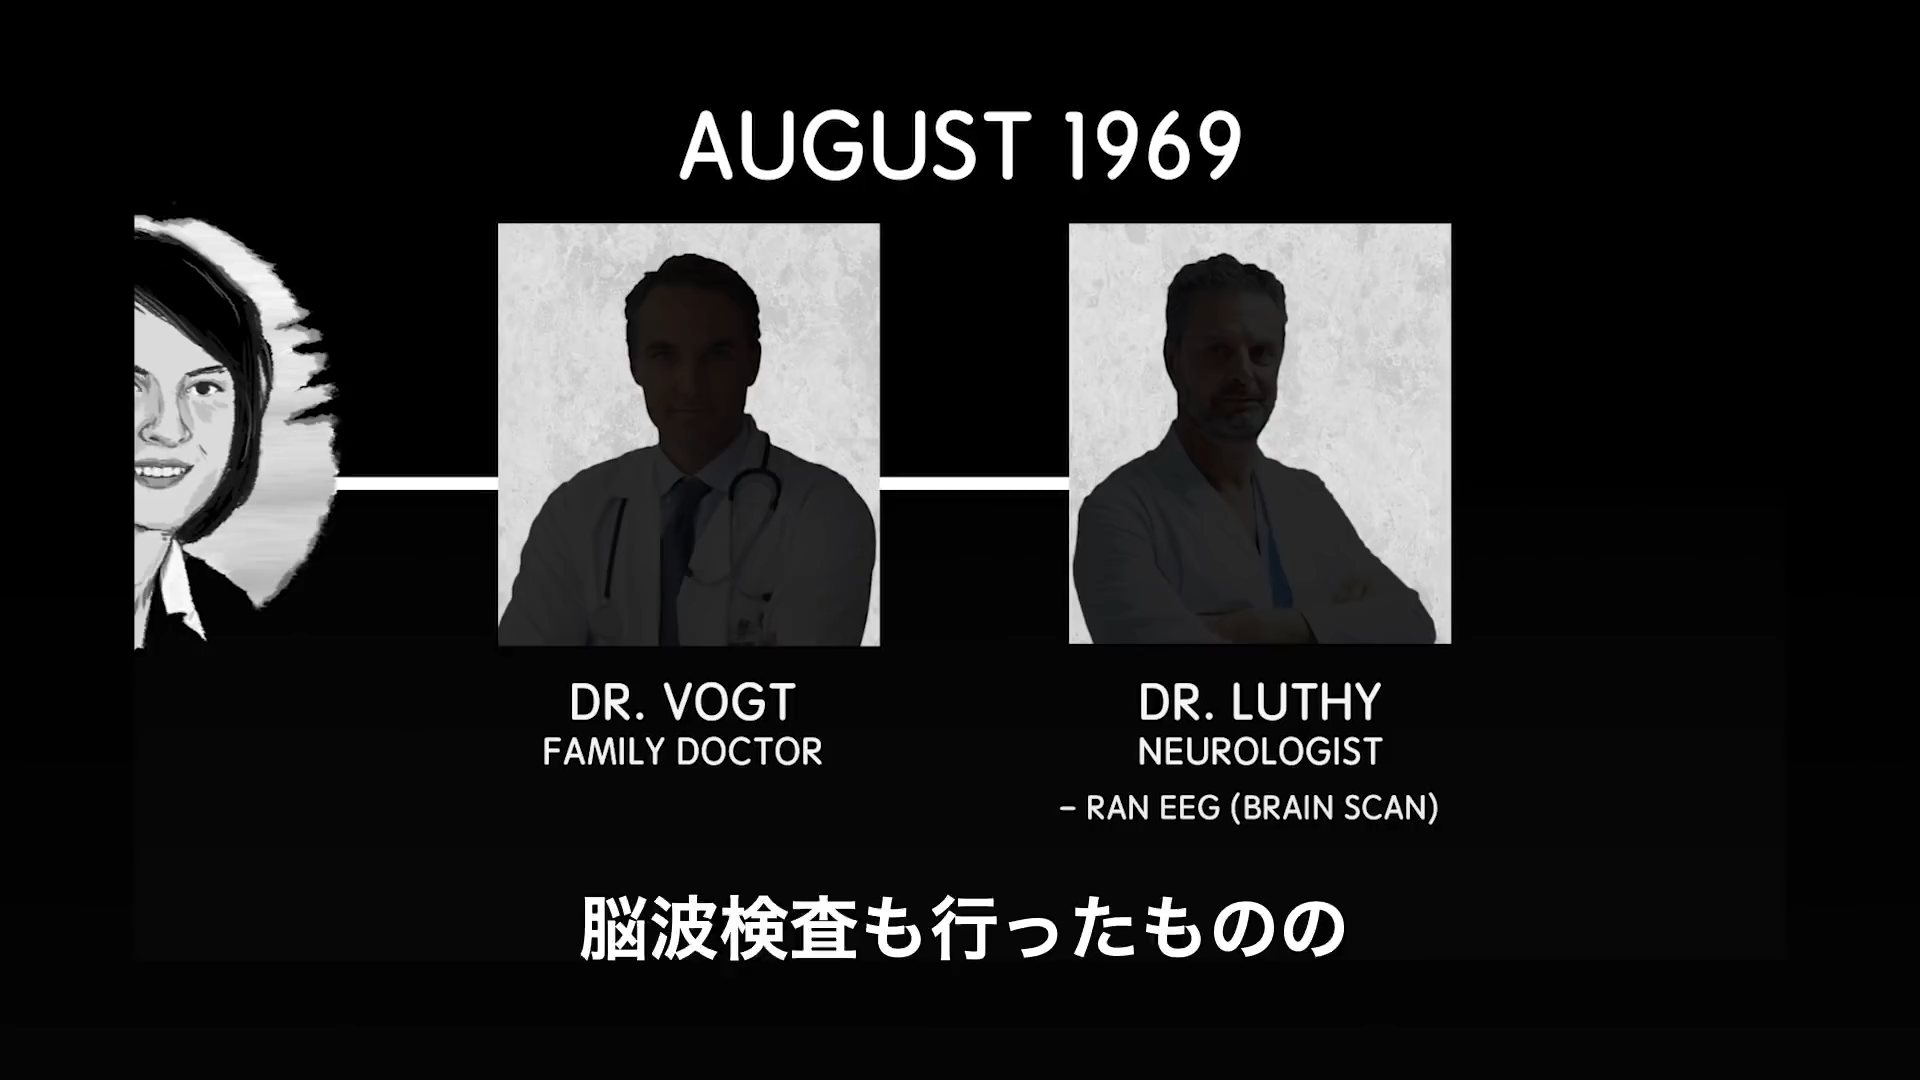 AUGUST 1969
DR. VOGT
FAMILY DOCTOR
DR. LUTHY
NEUROLOGIST
– RAN EEG (BRAIN SCAN)
脳波検査も行ったものの